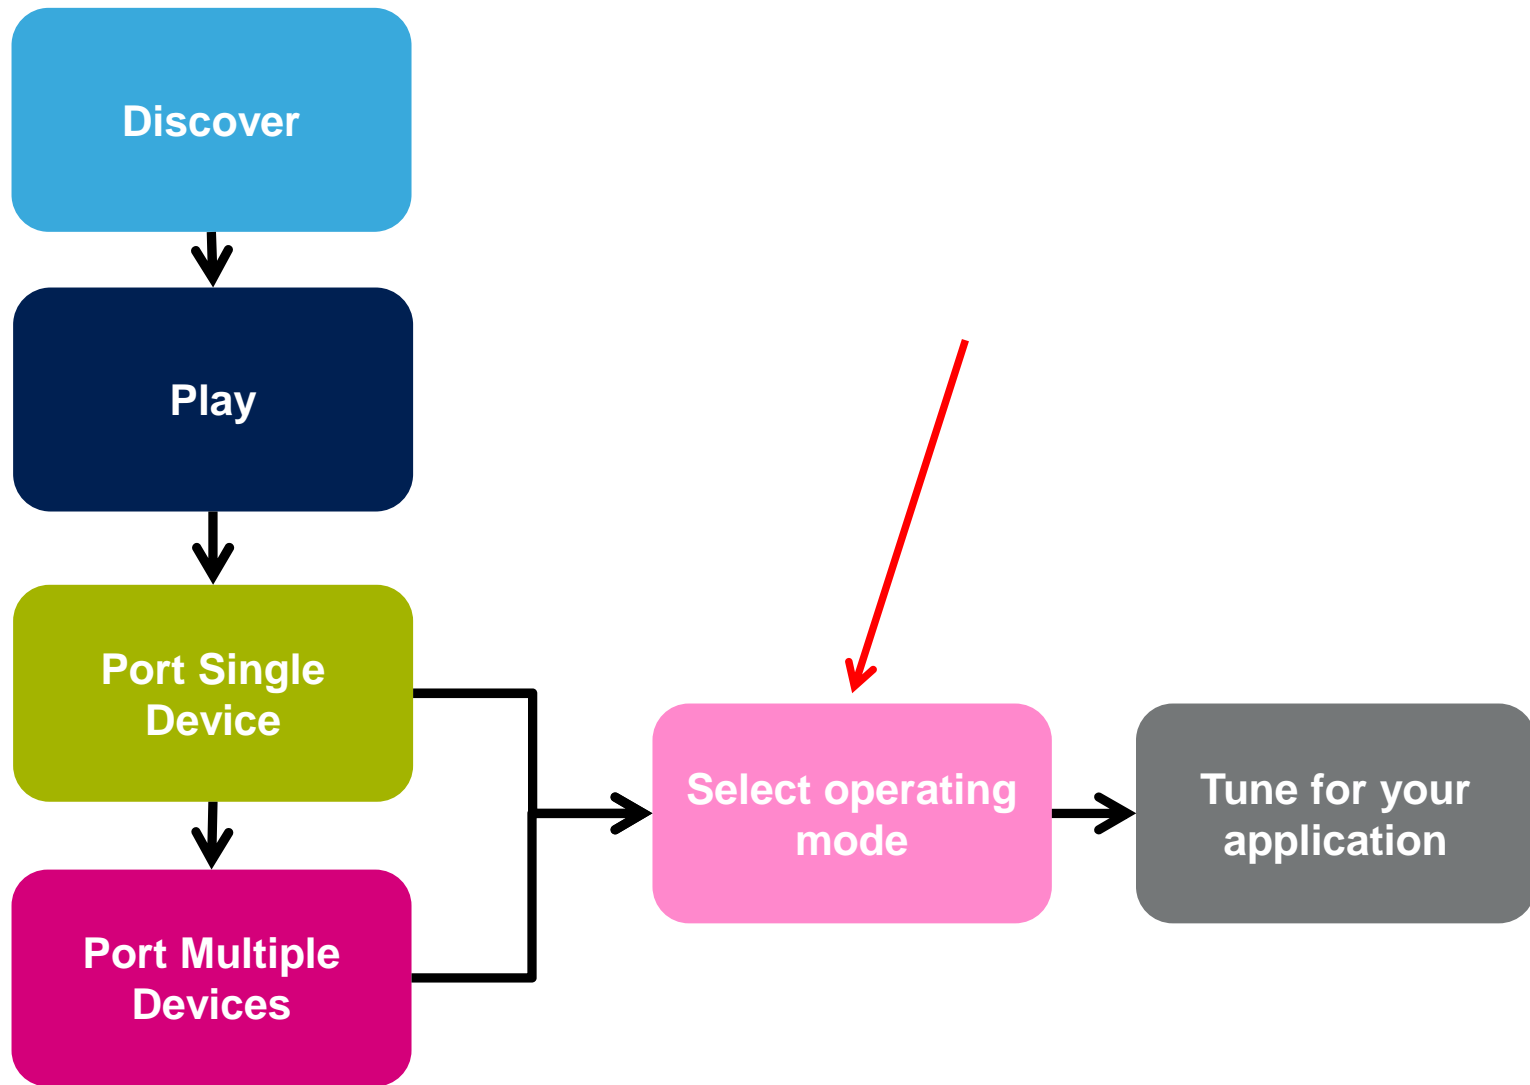 Discover
Play
Port Single
Device
Port Multiple
Devices
Select operating
mode
Tune for your
application